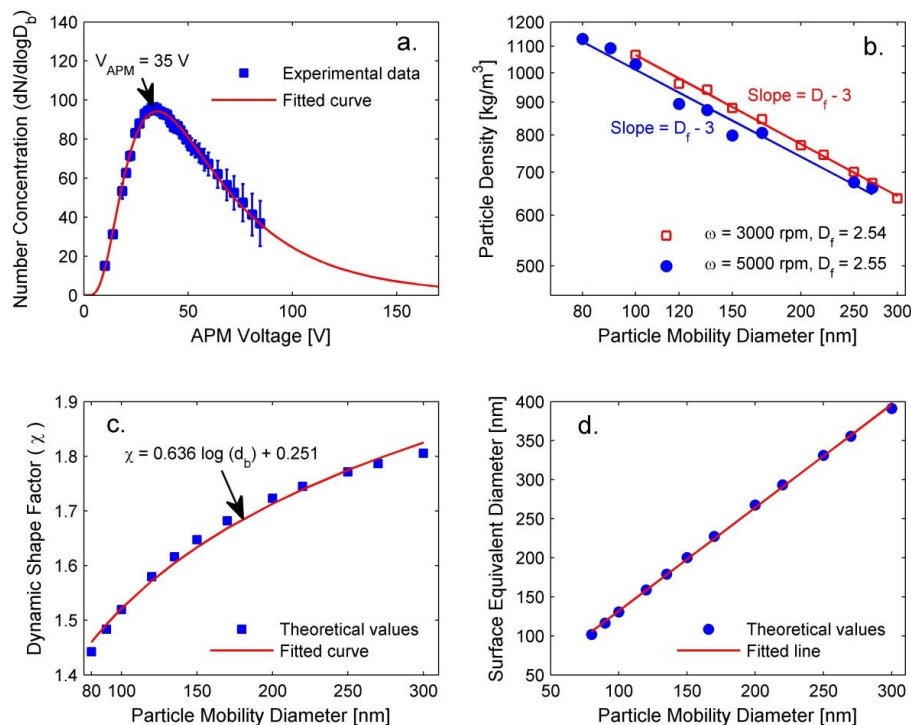 a.
Number Concentration (dN/dlogD_b)
140
120
100
80
60
40
20
0
V_APM = 35 V
Experimental data
Fitted curve
0 50 100 150
APM Voltage [V]
b.
Particle Density [kg/m³]
1200
1100
1000
900
800
700
600
500
Slope = D_f - 3
Slope = D_f - 3
ω = 3000 rpm, D_f = 2.54
ω = 5000 rpm, D_f = 2.55
80 100 120 150 200 250 300
Particle Mobility Diameter [nm]
c.
Dynamic Shape Factor (χ)
1.9
1.8
1.7
1.6
1.5
1.4
χ = 0.636 log (d_b) + 0.251
Theoretical values
Fitted curve
80 100 150 200 250 300
Particle Mobility Diameter [nm]
d.
Surface Equivalent Diameter [nm]
400
350
300
250
200
150
100
50
Theoretical values
Fitted line
50 100 150 200 250 300
Particle Mobility Diameter [nm]